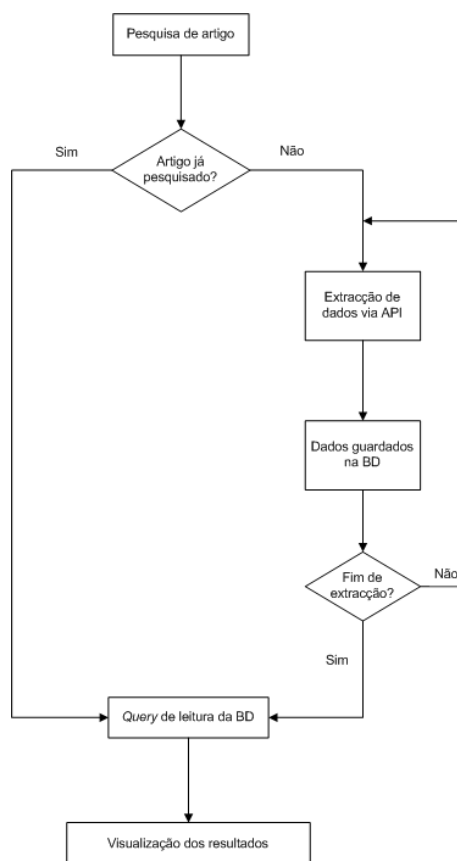 Pesquisa de artigo
Sim
Artigo já
pesquisado?
Não
Extracção de
dados via API
Dados guardados
na BD
Fim de
extracção?
Não
Sim
Query de leitura da BD
Visualização dos resultados